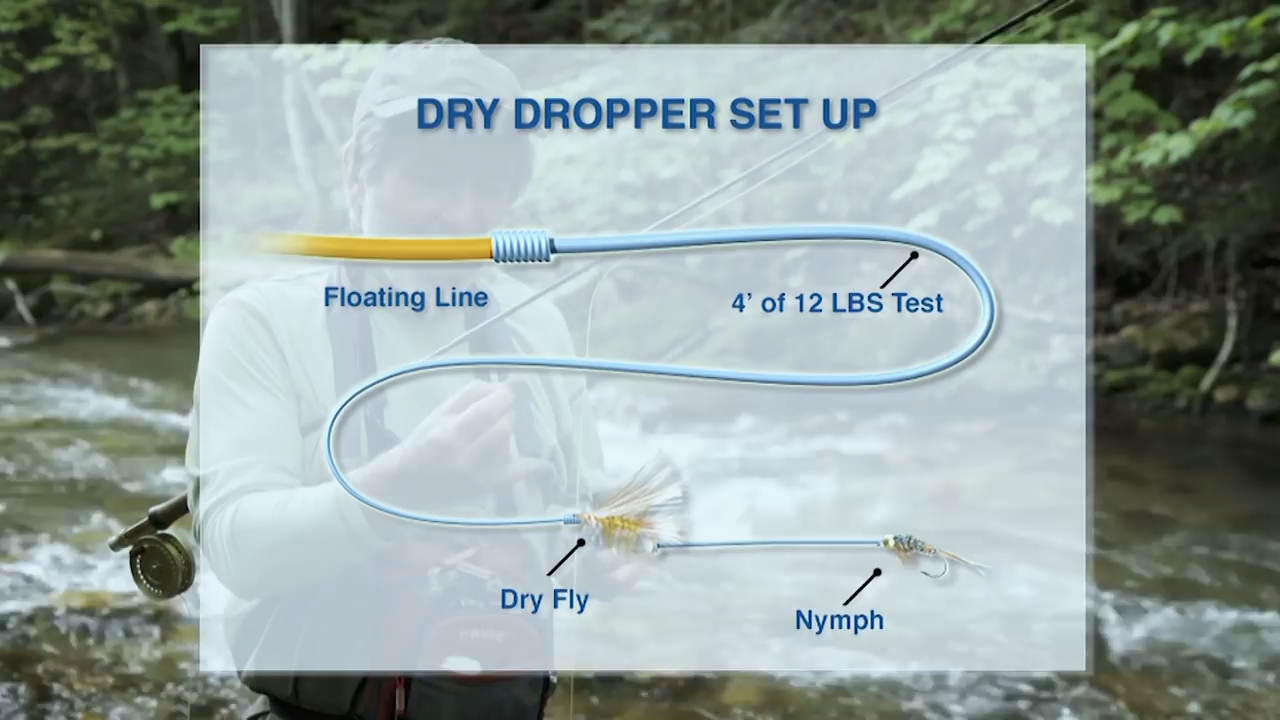 DRY DROPPER SET UP
Floating Line
4’ of 12 LBS Test
Dry Fly
Nymph